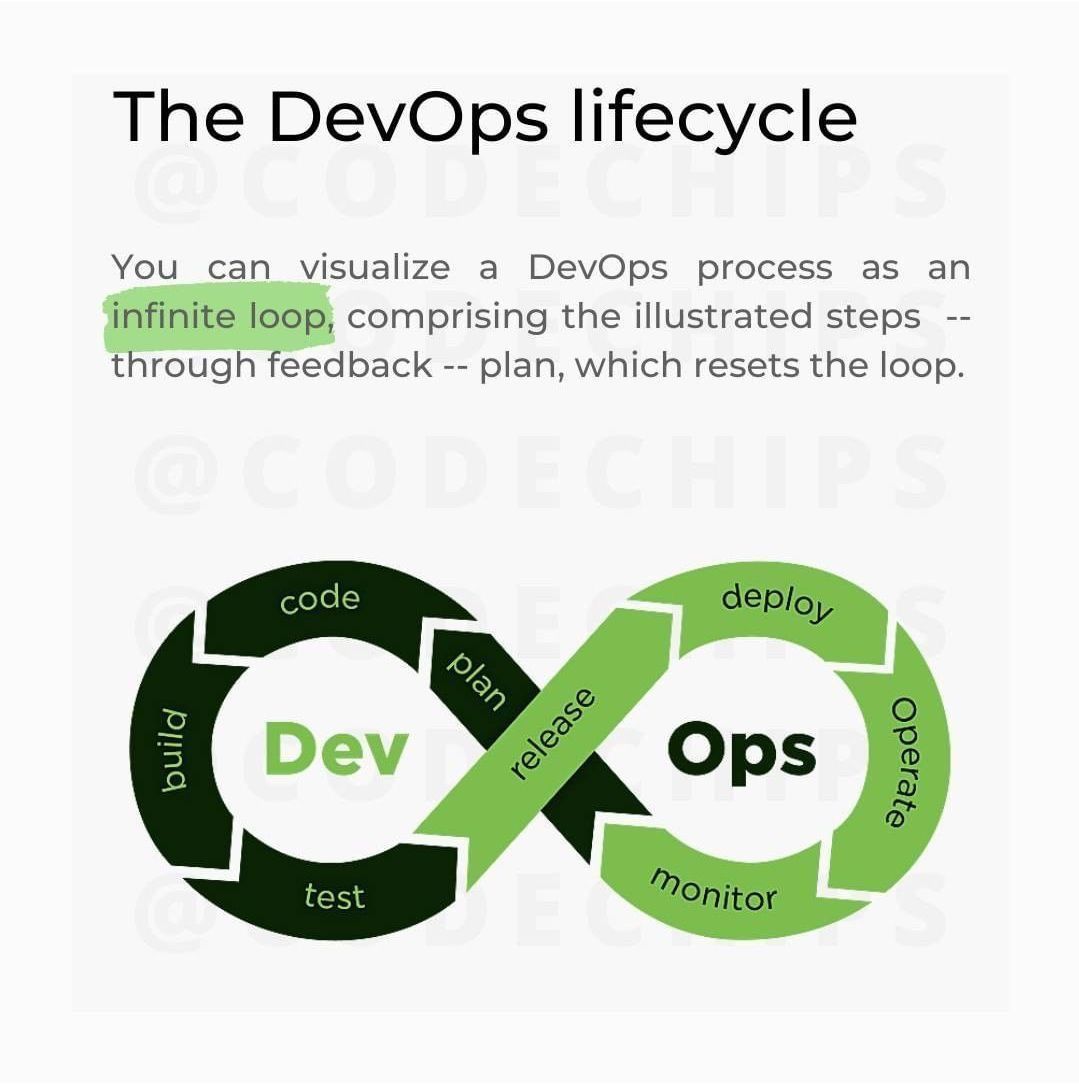 The DevOps lifecycle
@CODECHIPS
You can visualize a DevOps process as an
infinite loop, comprising the illustrated steps --
through feedback -- plan, which resets the loop.
@CODECHIPS
code
plan
build
Dev
test
release
deploy
Ops
Operate
monitor
@CODECHIPS